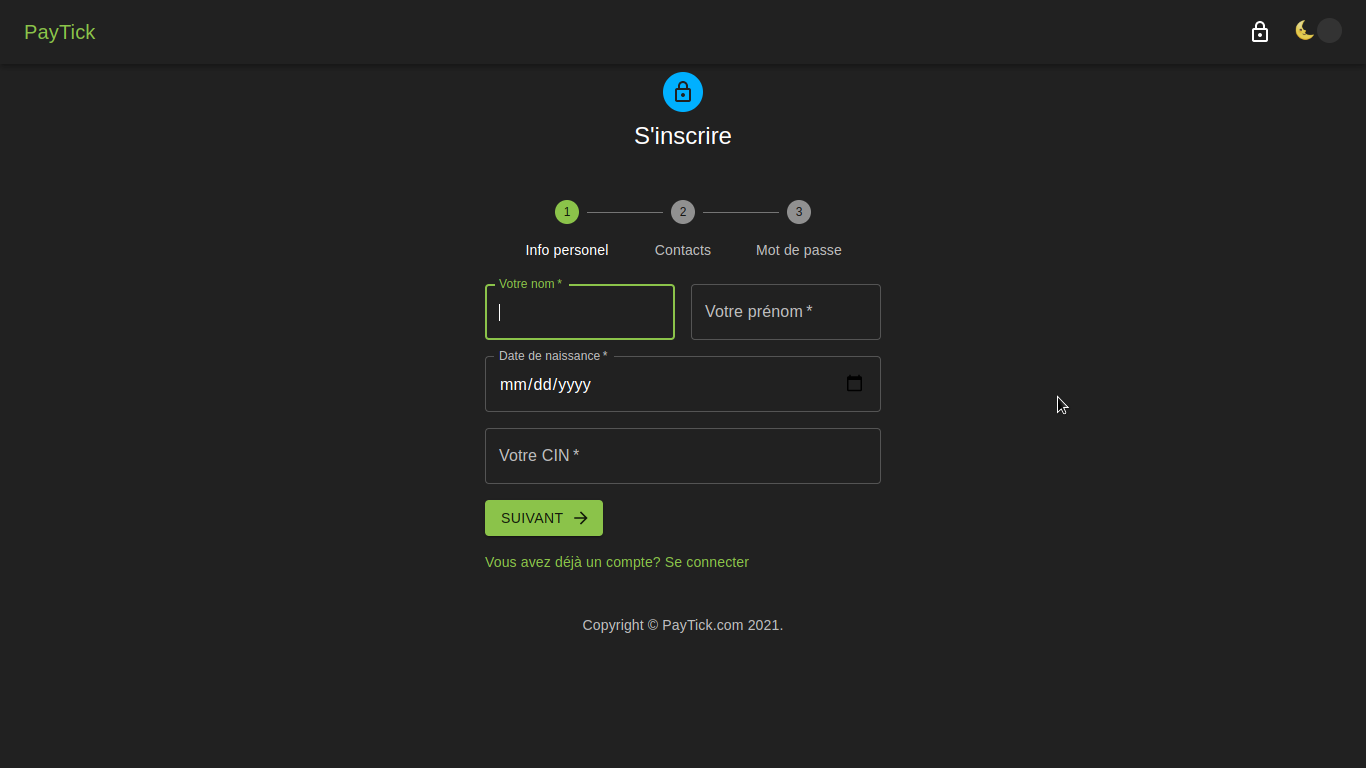 PayTick
S'inscrire
1 2 3
Info personel Contacts Mot de passe
Votre nom *
Votre prénom *
Date de naissance *
mm/dd/yyyy
Votre CIN *
SUIVANT
Vous avez déjà un compte? Se connecter
Copyright © PayTick.com 2021.